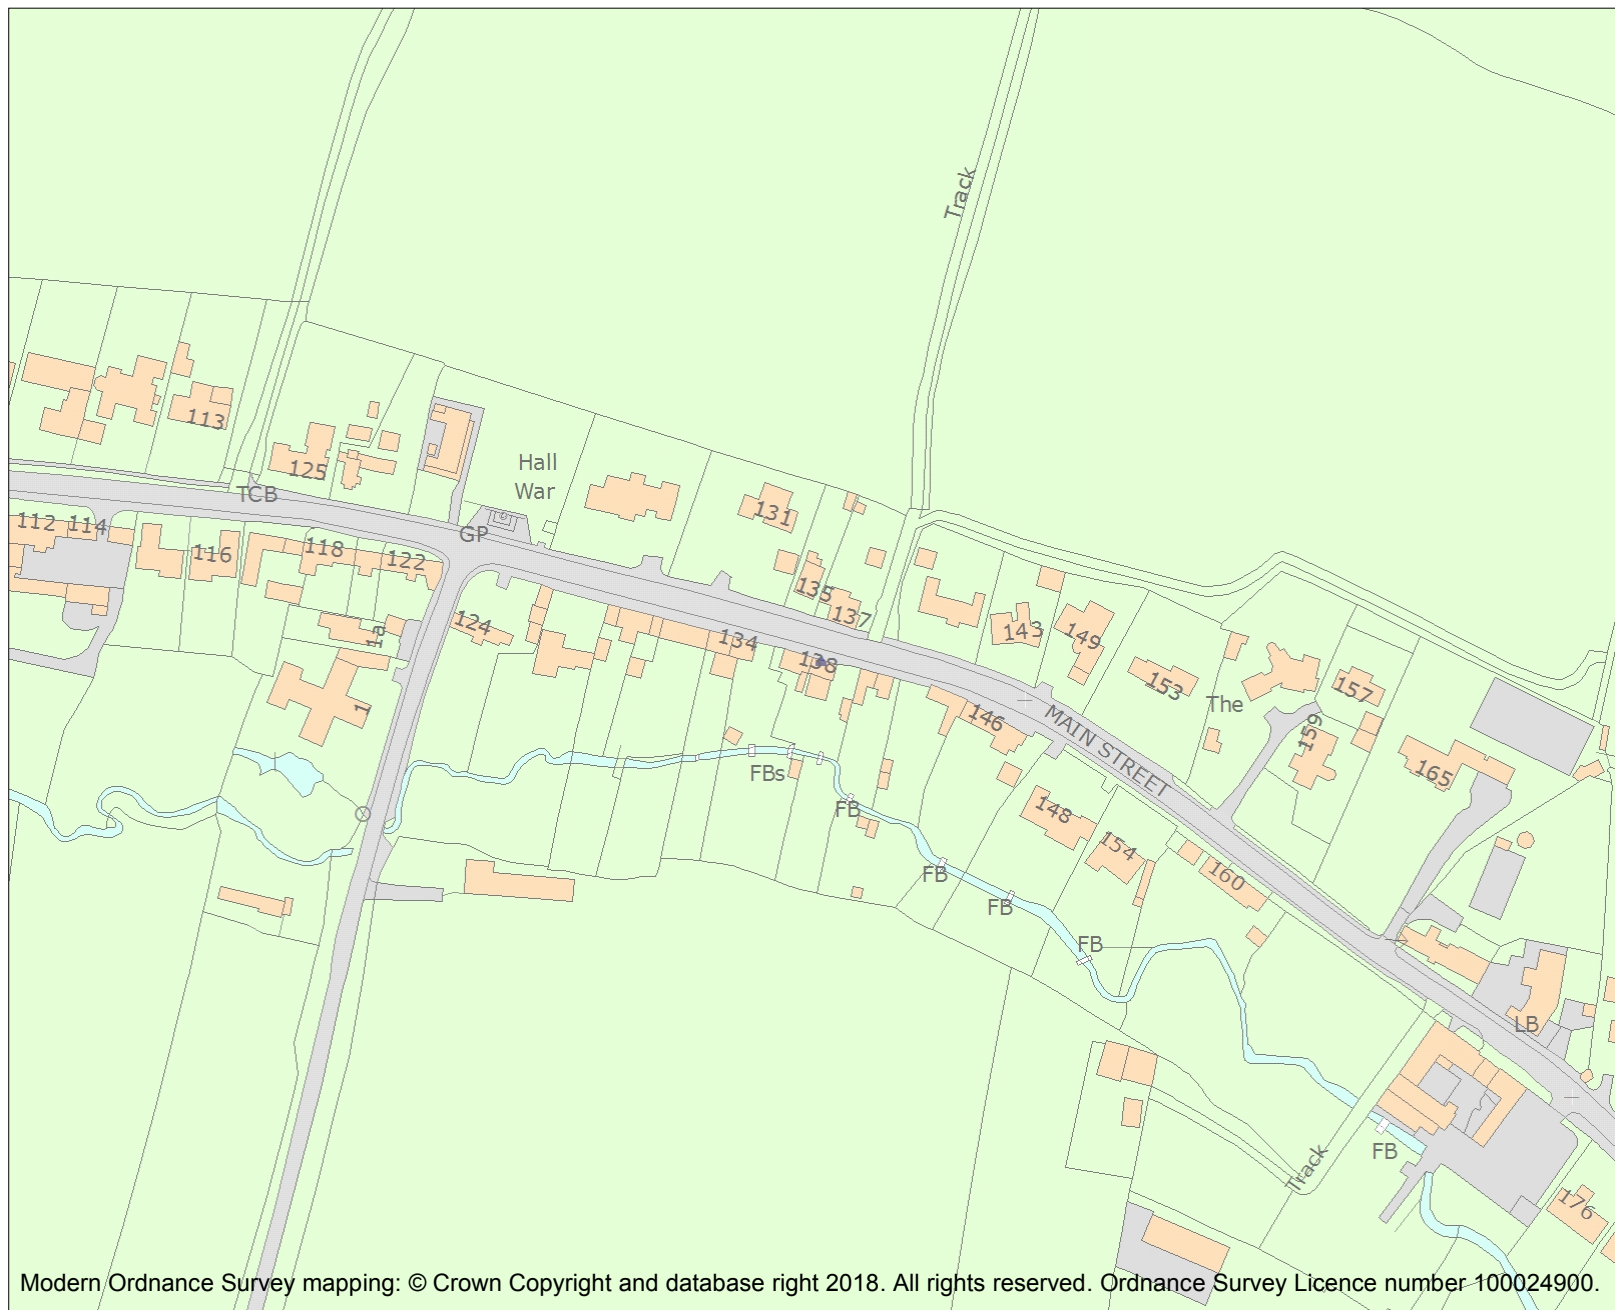 Track
113
125
Hall
War
TCB
112
114
GP
131
116
118
122
135
137
124
1a
134
138
143
149
153
The
157
1
146
MAIN STREET
159
165
FBs
FB
148
154
160
FB
FB
FB
LB
FB
Track
176
Modern Ordnance Survey mapping: © Crown Copyright and database right 2018. All rights reserved. Ordnance Survey Licence number 100024900.